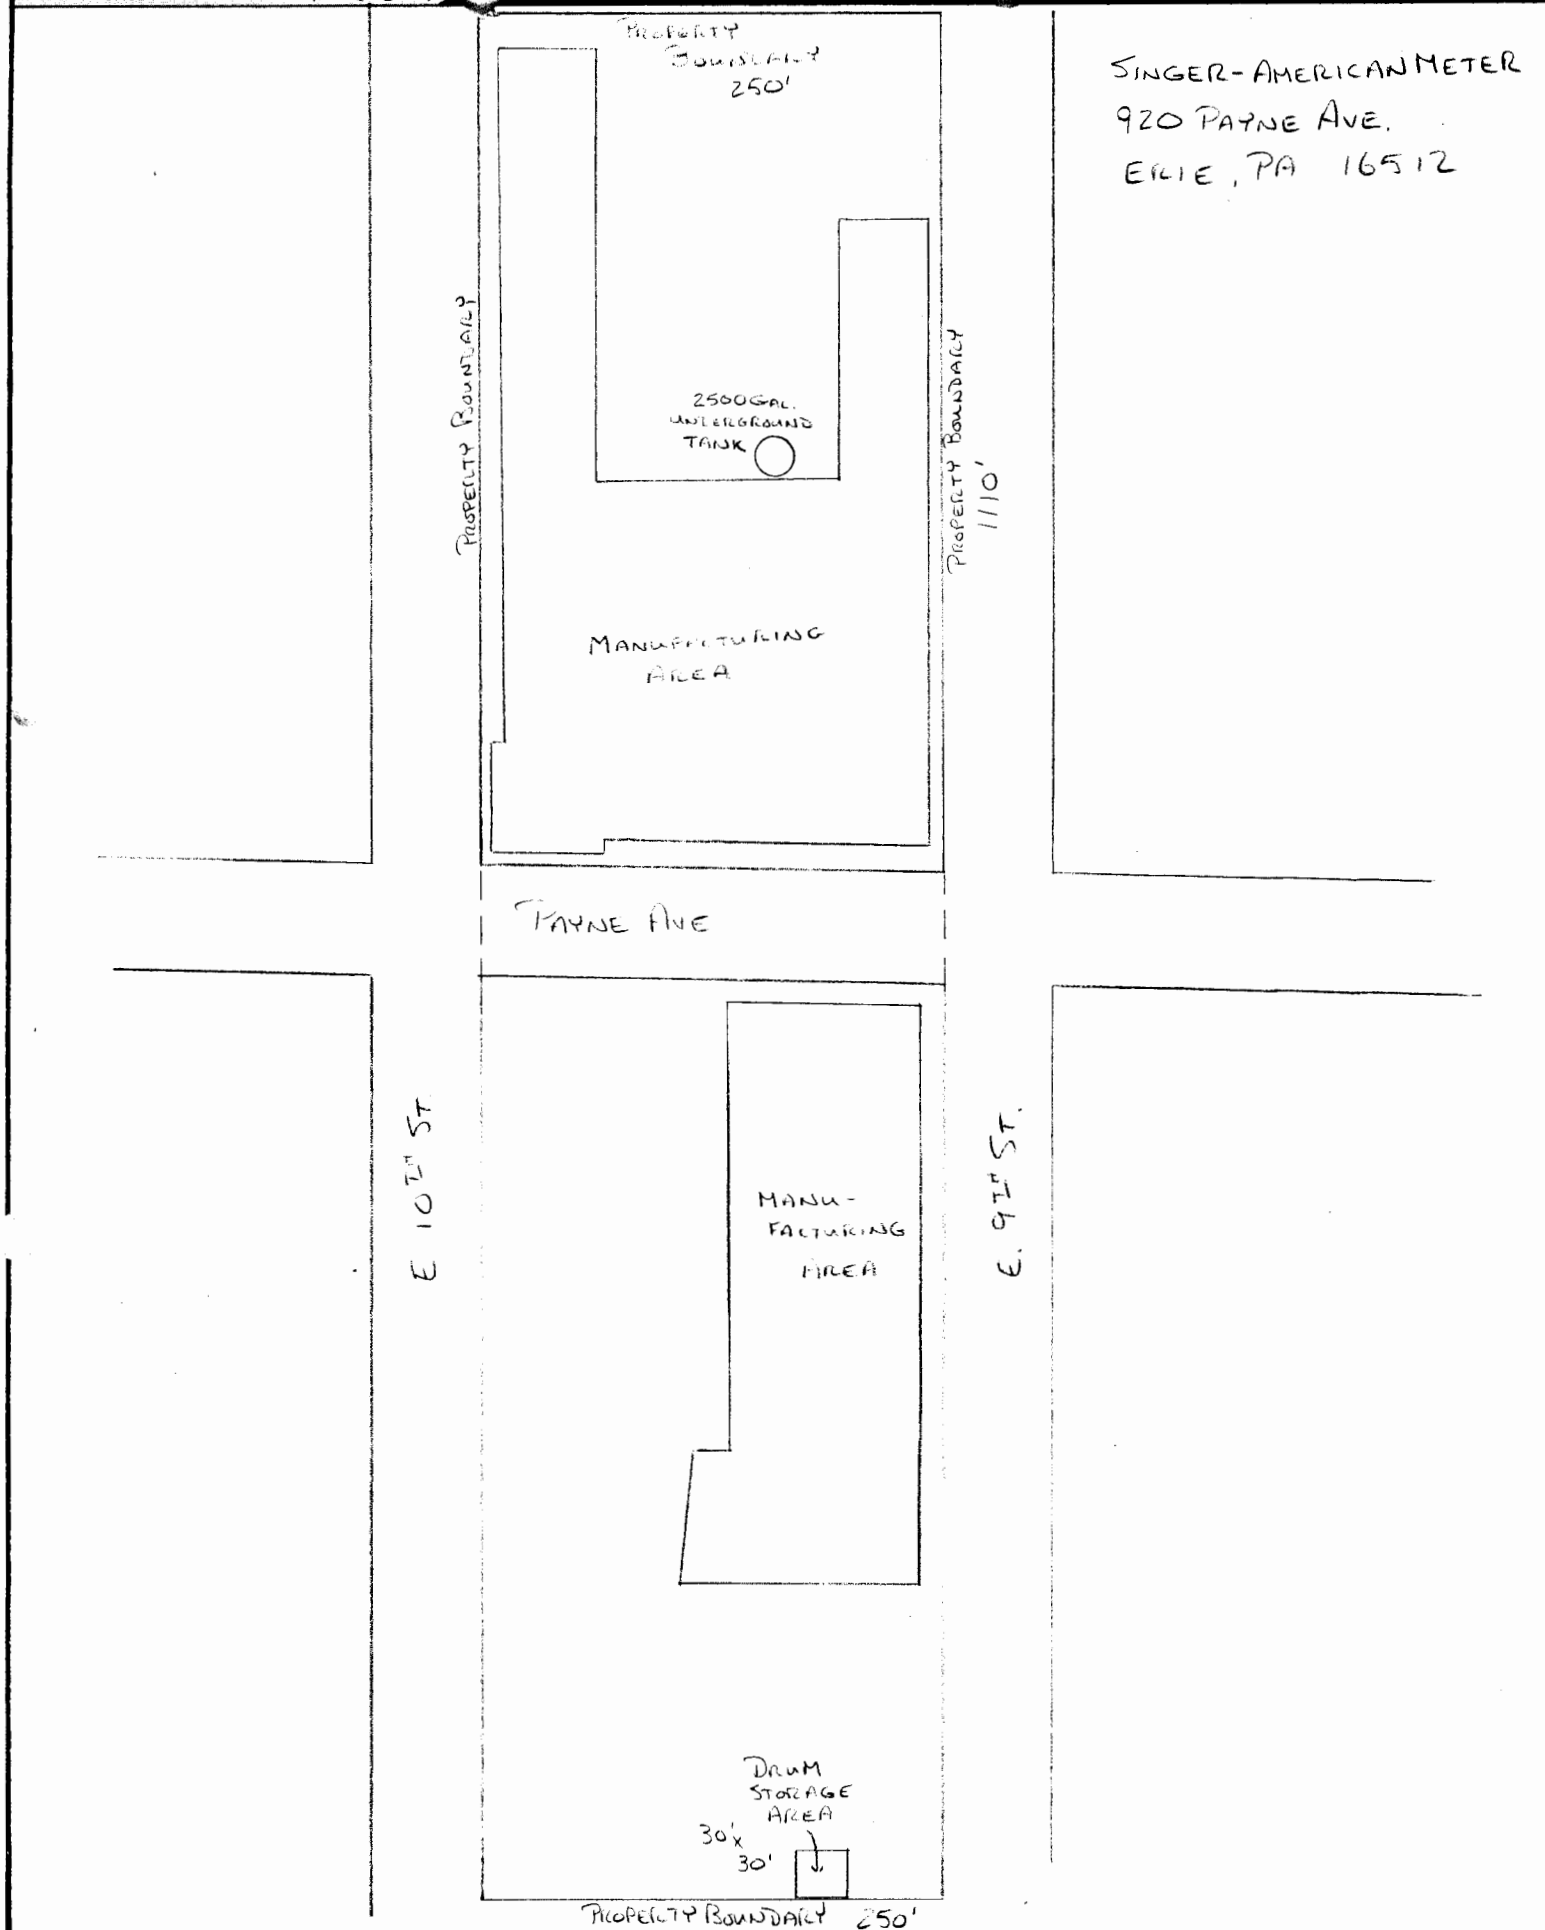 PROPERTY
BOUNDARY
250'
SINGER-AMERICAN METER
920 PAYNE AVE.
ERIE, PA 16512
PROPERTY BOUNDARY
2500 GAL.
UNDERGROUND
TANK
PROPERTY BOUNDARY
1110'
MANUFACTURING
AREA
PAYNE AVE
E 10TH ST.
MANU-
FACTURING
AREA
E. 9TH ST.
DRUM
STORAGE
AREA
30' x
30'
PROPERTY BOUNDARY 250'